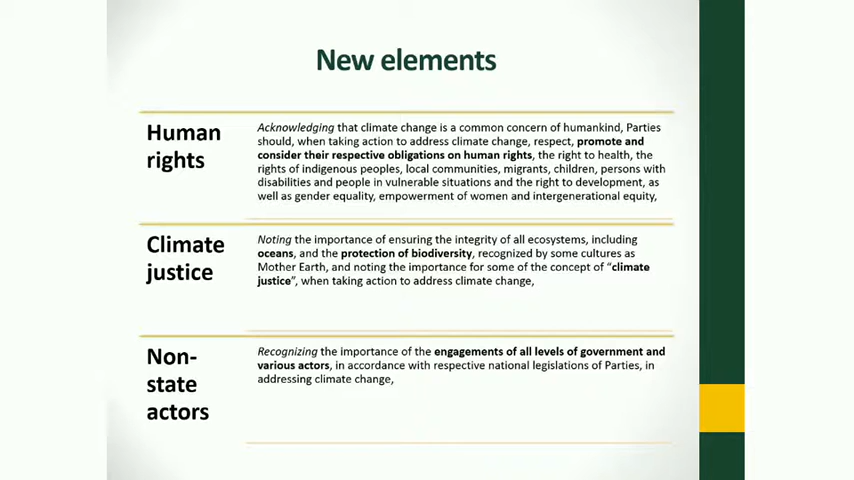 New elements
Human
rights
Acknowledging that climate change is a common concern of humankind, Parties
should, when taking action to address climate change, respect, promote and
consider their respective obligations on human rights, the right to health, the
rights of indigenous peoples, local communities, migrants, children, persons with
disabilities and people in vulnerable situations and the right to development, as
well as gender equality, empowerment of women and intergenerational equity,
Climate
justice
Noting the importance of ensuring the integrity of all ecosystems, including
oceans, and the protection of biodiversity, recognized by some cultures as
Mother Earth, and noting the importance for some of the concept of “climate
justice”, when taking action to address climate change,
Non-
state
actors
Recognizing the importance of the engagements of all levels of government and
various actors, in accordance with respective national legislations of Parties, in
addressing climate change,